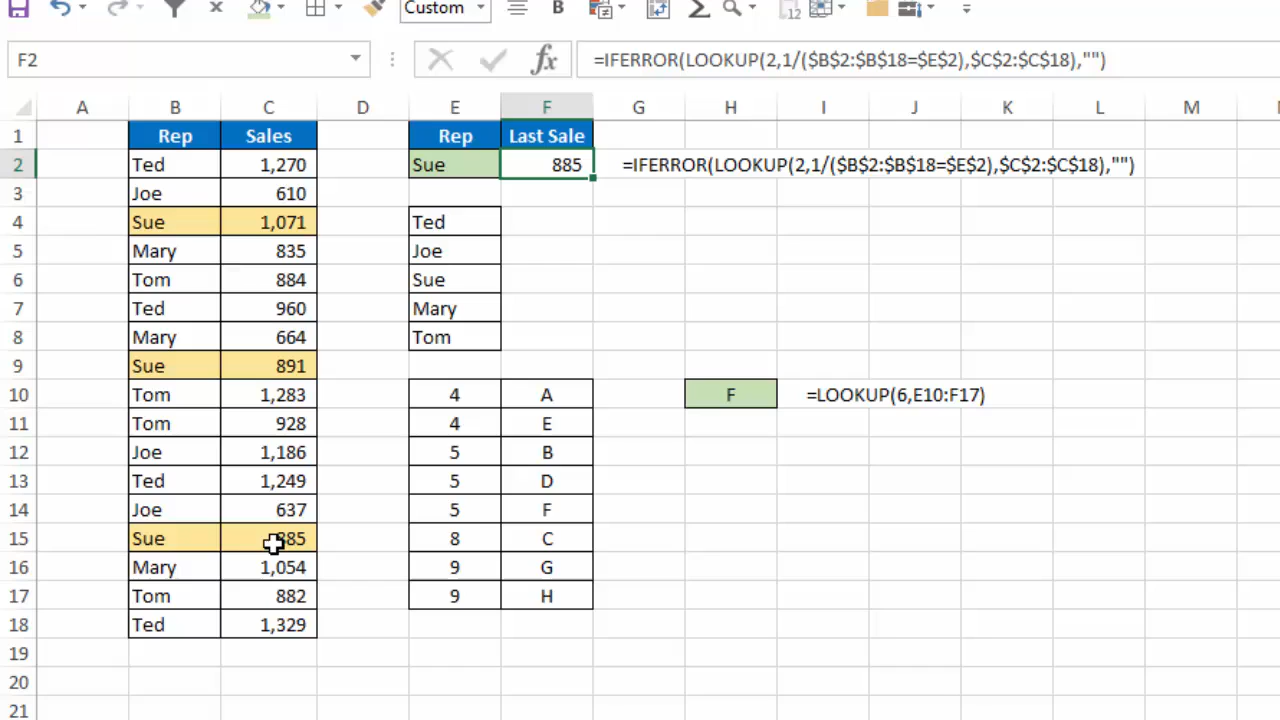 Custom
12
F2 fx =IFERROR(LOOKUP(2,1/($B$2:$B$18=$E$2),$C$2:$C$18),"")
A B C D E F G H I J K L M
1 Rep Sales Rep Last Sale
2 Ted 1,270 Sue 885 =IFERROR(LOOKUP(2,1/($B$2:$B$18=$E$2),$C$2:$C$18),"")
3 Joe 610
4 Sue 1,071 Ted
5 Mary 835 Joe
6 Tom 884 Sue
7 Ted 960 Mary
8 Mary 664 Tom
9 Sue 891
10 Tom 1,283 4 A F =LOOKUP(6,E10:F17)
11 Tom 928 4 E
12 Joe 1,186 5 B
13 Ted 1,249 5 D
14 Joe 637 5 F
15 Sue 885 8 C
16 Mary 1,054 9 G
17 Tom 882 9 H
18 Ted 1,329
19
20
21